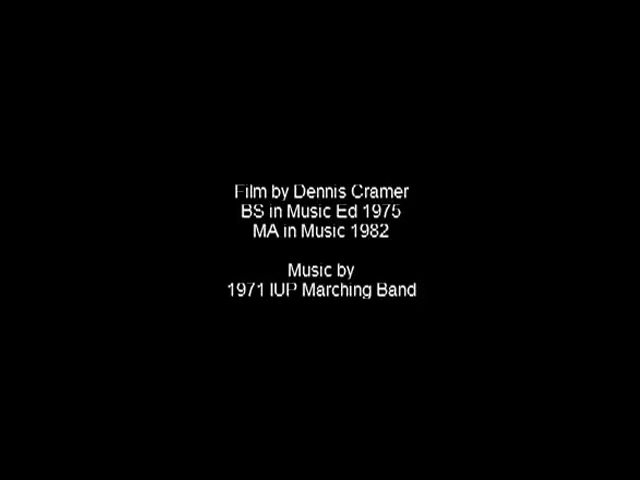 Film by Dennis Cramer
BS in Music Ed 1975
MA in Music 1982
Music by
1971 IUP Marching Band